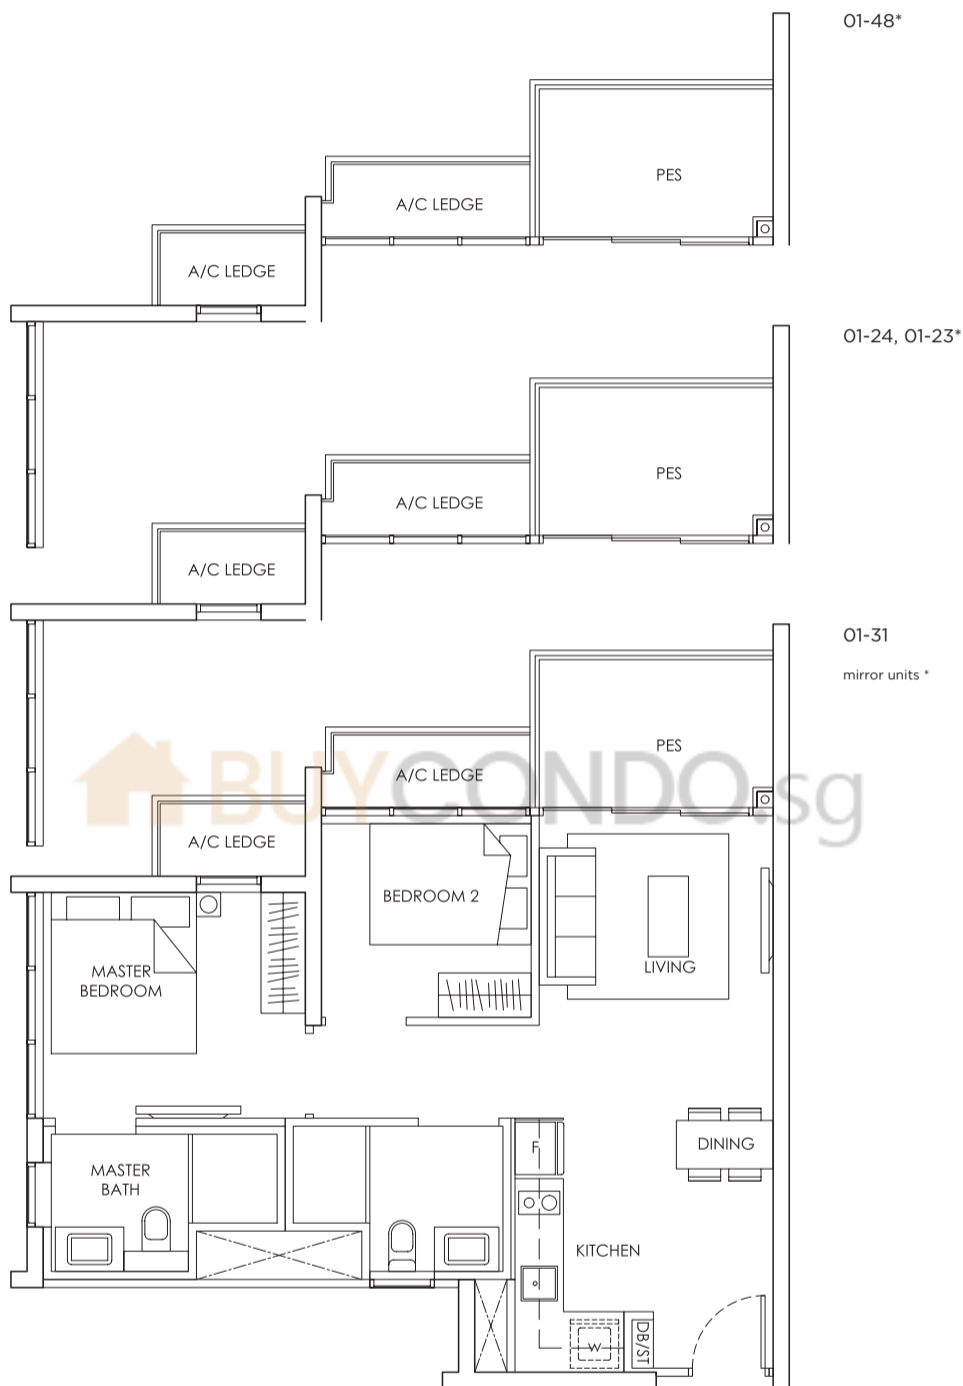 01-48*
PES
A/C LEDGE
A/C LEDGE
01-24, 01-23*
PES
A/C LEDGE
A/C LEDGE
01-31
mirror units *
PES
BUYCONDO.sg
A/C LEDGE
A/C LEDGE
BEDROOM 2
LIVING
MASTER
BEDROOM
DINING
F
MASTER
BATH
KITCHEN
W
DB/ST